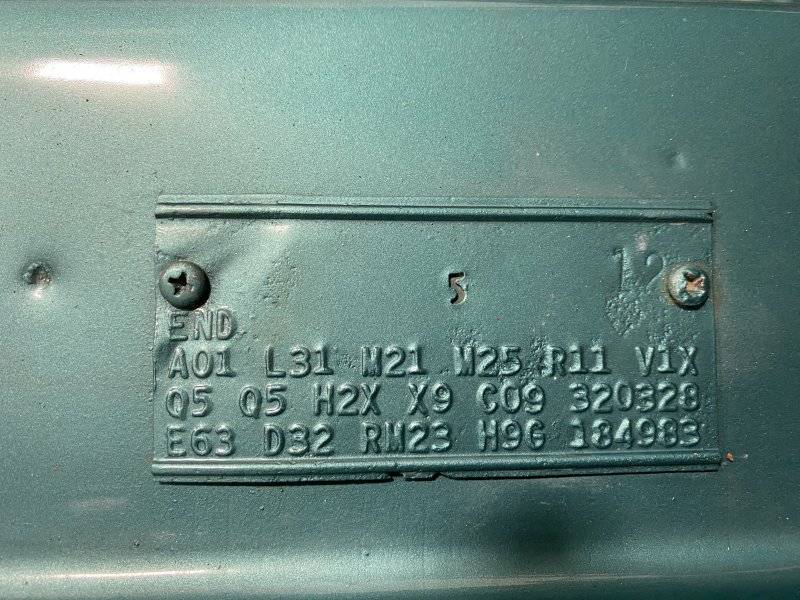 5 12
END
A01 L31 M21 M25 R11 V1X
Q5 Q5 H2X X9 C09 320328
E63 D32 RM23 H9G 184983